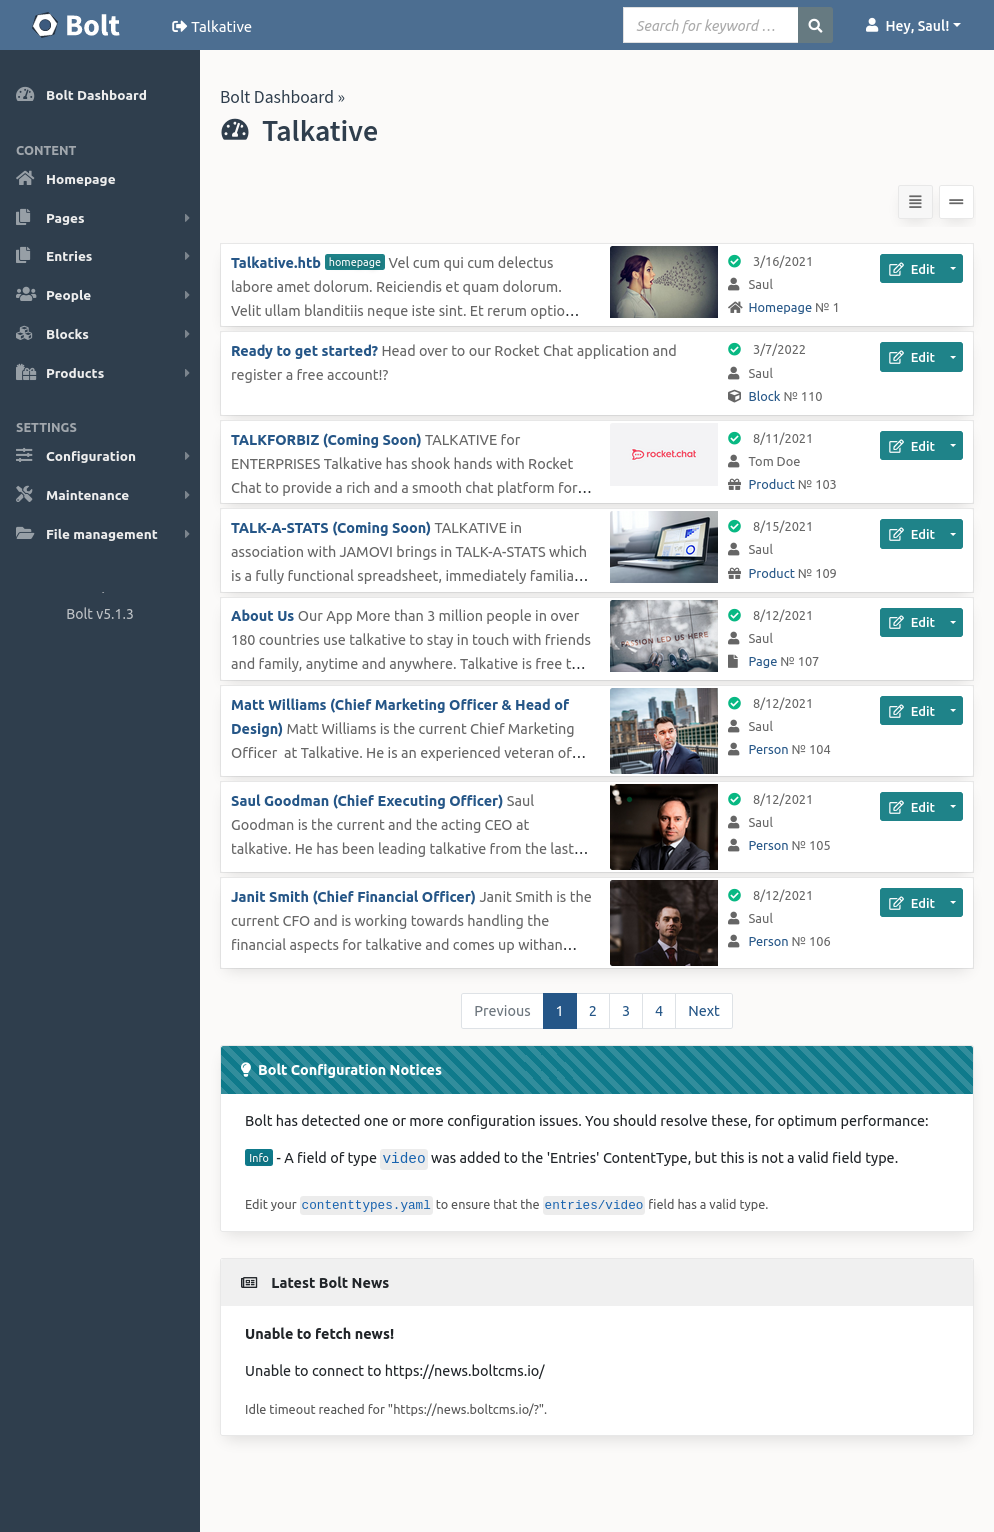 Bolt
Talkative
Search for keyword …
Hey, Saul!
Bolt Dashboard
CONTENT
Homepage
Pages
Entries
People
Blocks
Products
SETTINGS
Configuration
Maintenance
File management
Bolt v5.1.3
Bolt Dashboard »
Talkative
Talkative.htb homepage Vel cum qui cum delectus
labore amet dolorum. Reiciendis et quam dolorum.
Velit ullam blanditiis neque iste sint. Et rerum optio…
3/16/2021
Saul
Homepage № 1
Edit
Ready to get started? Head over to our Rocket Chat application and
register a free account!?
3/7/2022
Saul
Block № 110
Edit
TALKFORBIZ (Coming Soon) TALKATIVE for
ENTERPRISES Talkative has shook hands with Rocket
Chat to provide a rich and a smooth chat platform for…
rocket.chat
8/11/2021
Tom Doe
Product № 103
Edit
TALK-A-STATS (Coming Soon) TALKATIVE in
association with JAMOVI brings in TALK-A-STATS which
is a fully functional spreadsheet, immediately familia…
8/15/2021
Saul
Product № 109
Edit
About Us Our App More than 3 million people in over
180 countries use talkative to stay in touch with friends
and family, anytime and anywhere. Talkative is free t…
PASSION LED US HERE
8/12/2021
Saul
Page № 107
Edit
Matt Williams (Chief Marketing Officer & Head of
Design) Matt Williams is the current Chief Marketing
Officer  at Talkative. He is an experienced veteran of…
8/12/2021
Saul
Person № 104
Edit
Saul Goodman (Chief Executing Officer) Saul
Goodman is the current and the acting CEO at
talkative. He has been leading talkative from the last…
8/12/2021
Saul
Person № 105
Edit
Janit Smith (Chief Financial Officer) Janit Smith is the
current CFO and is working towards handling the
financial aspects for talkative and comes up withan…
8/12/2021
Saul
Person № 106
Edit
Previous 1 2 3 4 Next
Bolt Configuration Notices
Bolt has detected one or more configuration issues. You should resolve these, for optimum performance:
Info - A field of type video was added to the 'Entries' ContentType, but this is not a valid field type.
Edit your contenttypes.yaml to ensure that the entries/video field has a valid type.
Latest Bolt News
Unable to fetch news!
Unable to connect to https://news.boltcms.io/
Idle timeout reached for "https://news.boltcms.io/?".